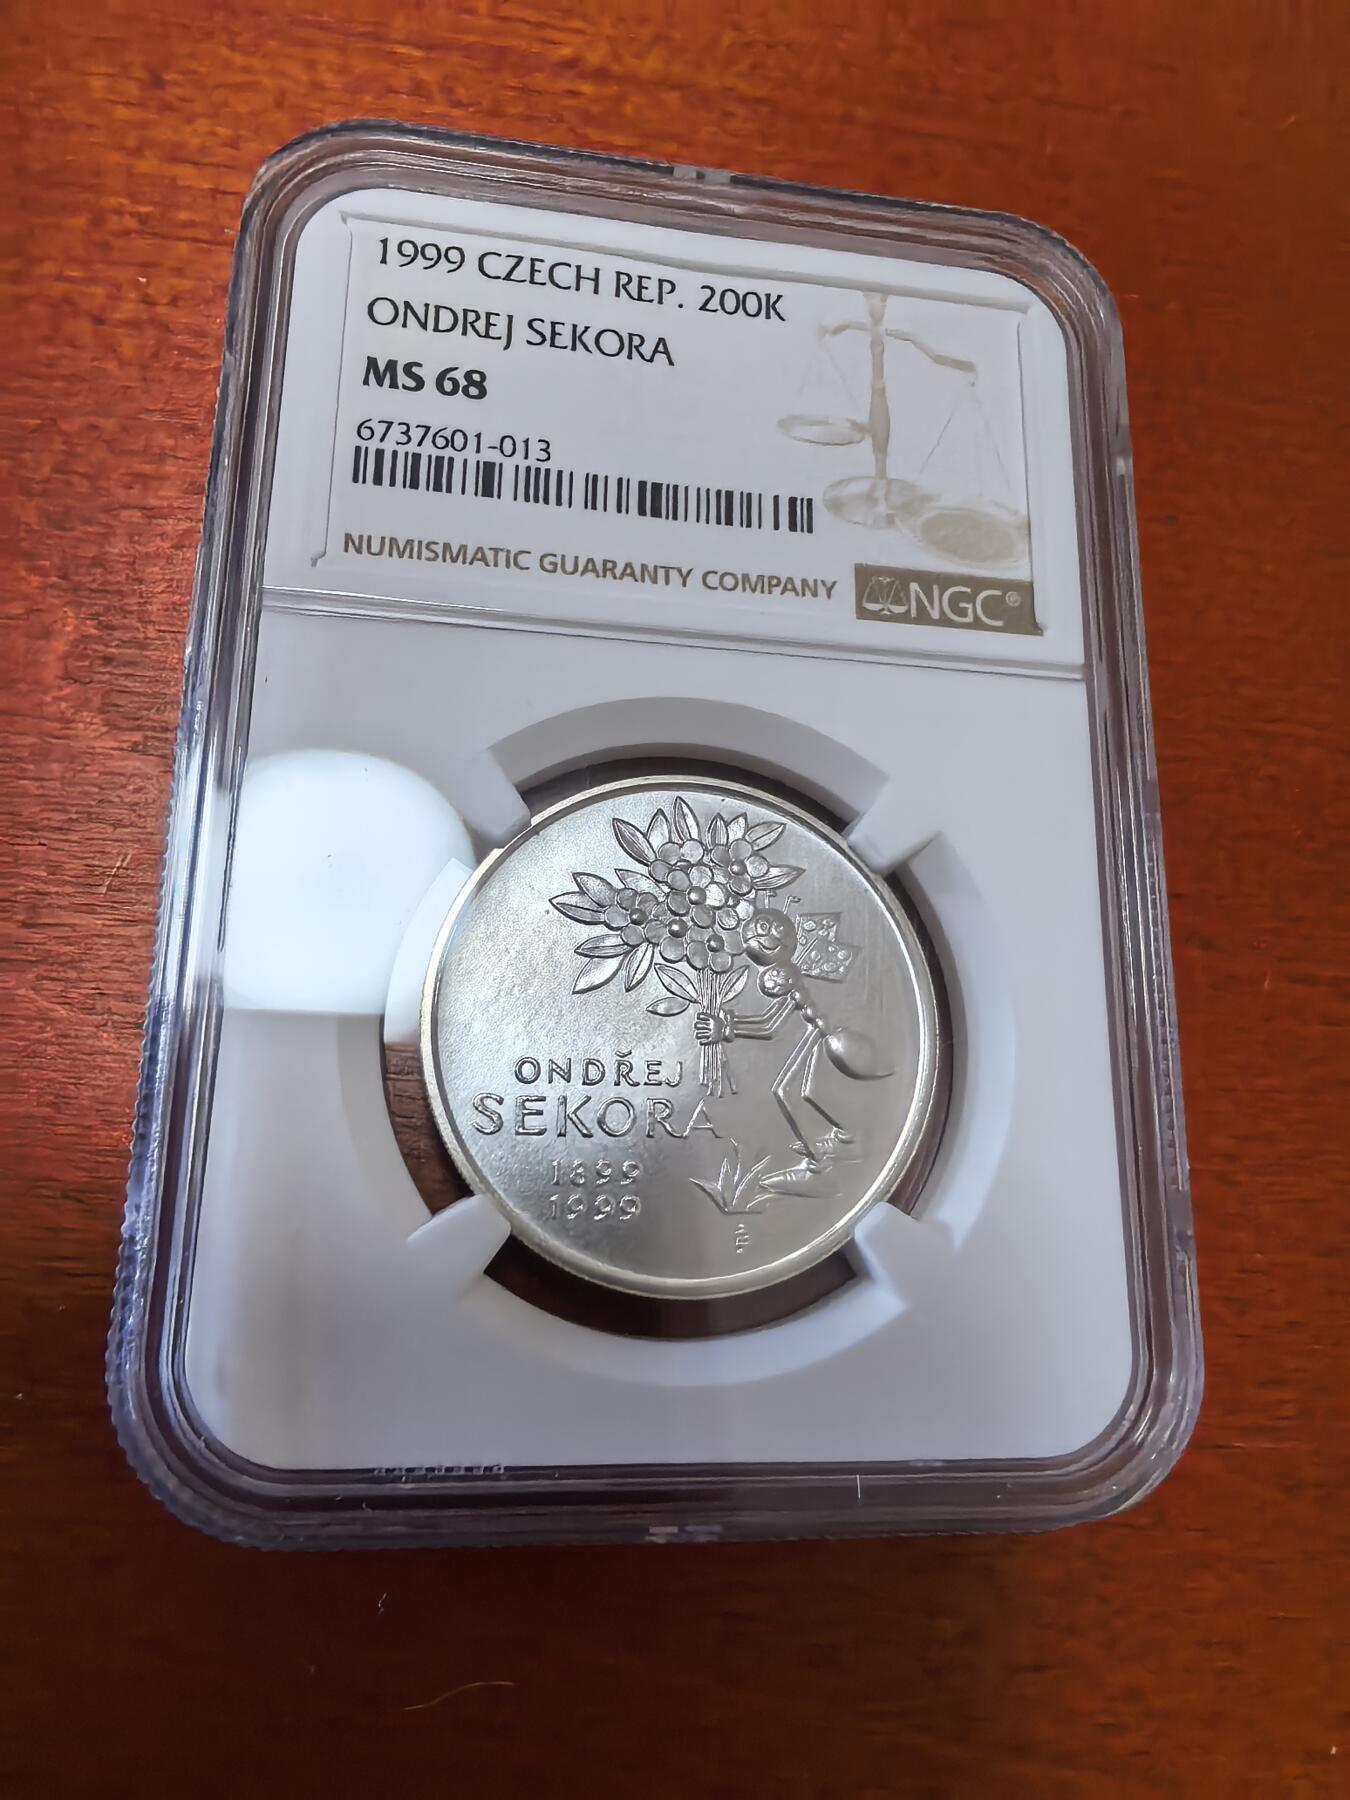 1999 CZECH REP. 200K
ONDREJ SEKORA
MS 68
6737601-013
NUMISMATIC GUARANTY COMPANY
NGC®
ONDŘEJ
SEKORA
1899
1999